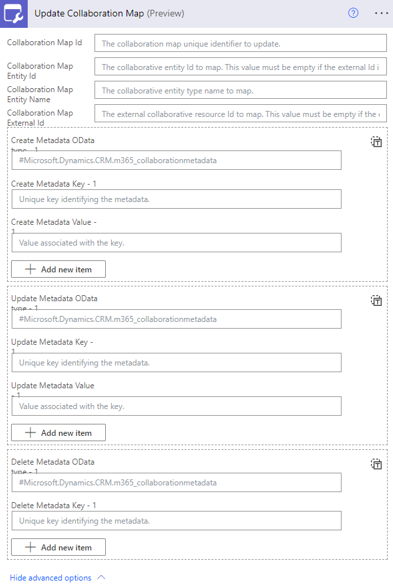 Update Collaboration Map (Preview)
Collaboration Map Id
The collaboration map unique identifier to update.
Collaboration Map
Entity Id
The collaborative entity Id to map. This value must be empty if the external Id i
Collaboration Map
Entity Name
The collaborative entity type name to map.
Collaboration Map
External Id
The external collaborative resource Id to map. This value must be empty if the
Create Metadata OData
type - 1
#Microsoft.Dynamics.CRM.m365_collaborationmetadata
Create Metadata Key - 1
Unique key identifying the metadata.
Create Metadata Value -
1
Value associated with the key.
Add new item
Update Metadata OData
type - 1
#Microsoft.Dynamics.CRM.m365_collaborationmetadata
Update Metadata Key -
1
Unique key identifying the metadata.
Update Metadata Value
- 1
Value associated with the key.
Add new item
Delete Metadata OData
type - 1
#Microsoft.Dynamics.CRM.m365_collaborationmetadata
Delete Metadata Key - 1
Unique key identifying the metadata.
Add new item
Hide advanced options